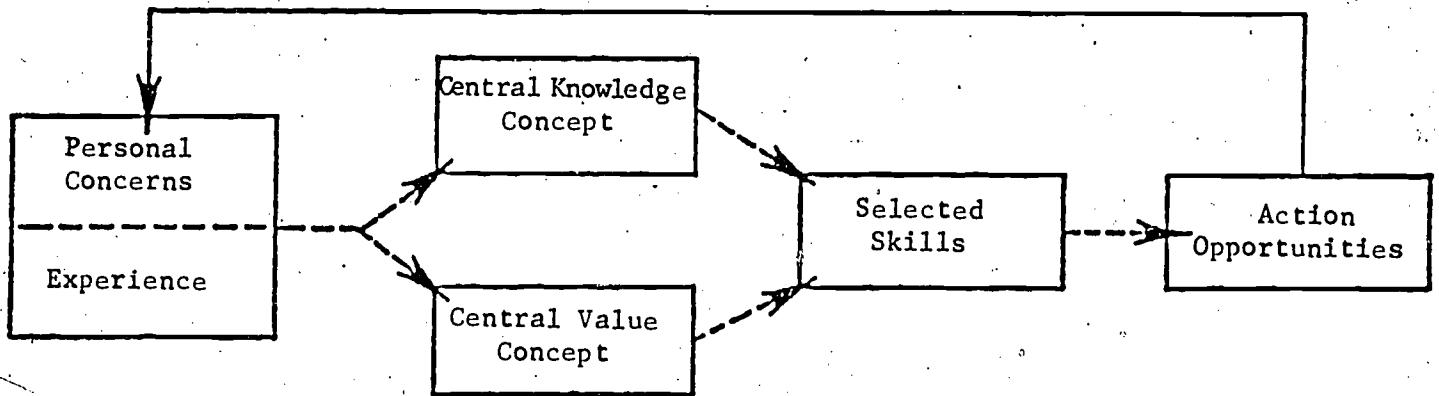 Personal
Concerns
Experience
Central Knowledge
Concept
Central Value
Concept
Selected
Skills
Action
Opportunities